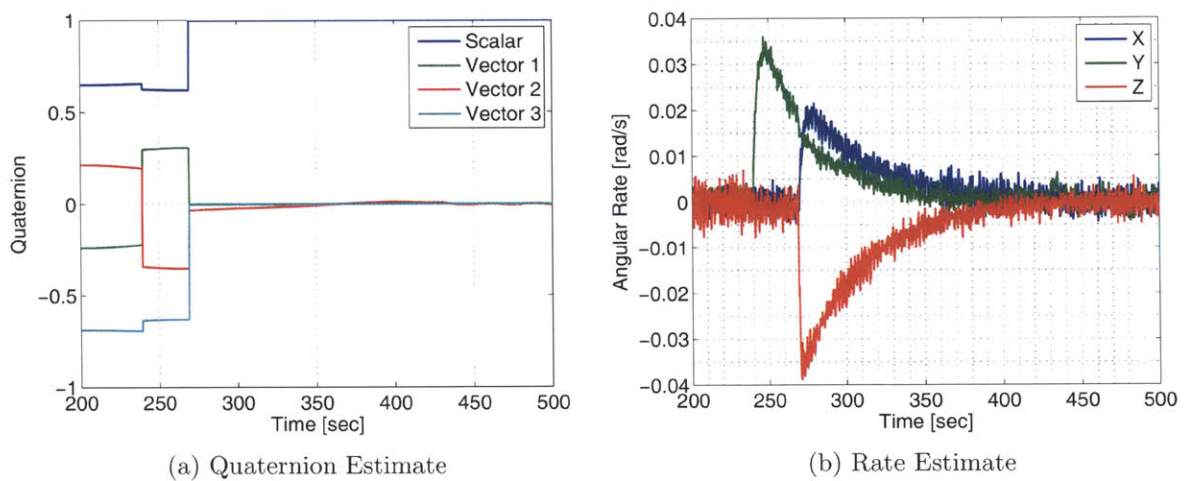 1
0.5
0
−0.5
−1
Quaternion
Scalar
Vector 1
Vector 2
Vector 3
200 250 300 350 400 450 500
Time [sec]
(a) Quaternion Estimate
0.04
0.03
0.02
0.01
0
−0.01
−0.02
−0.03
−0.04
Angular Rate [rad/s]
X
Y
Z
200 250 300 350 400 450 500
Time [sec]
(b) Rate Estimate